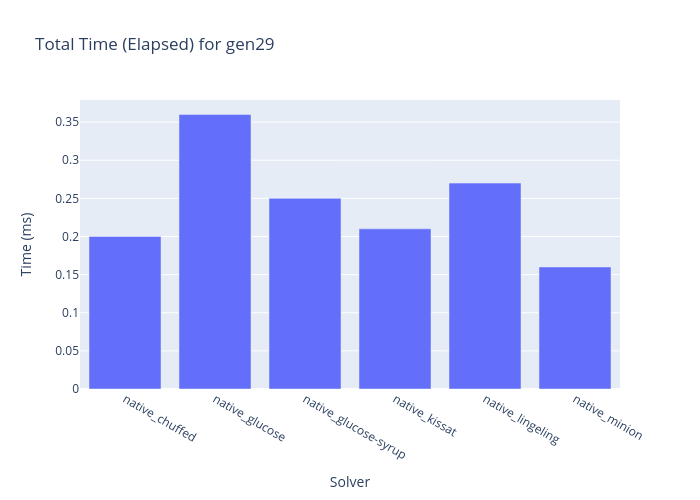 Total Time (Elapsed) for gen29
0.35
0.3
0.25
0.2
0.15
0.1
0.05
0
Time (ms)
native_chuffed
native_glucose
native_glucose-syrup
native_kissat
native_lingeling
native_minion
Solver